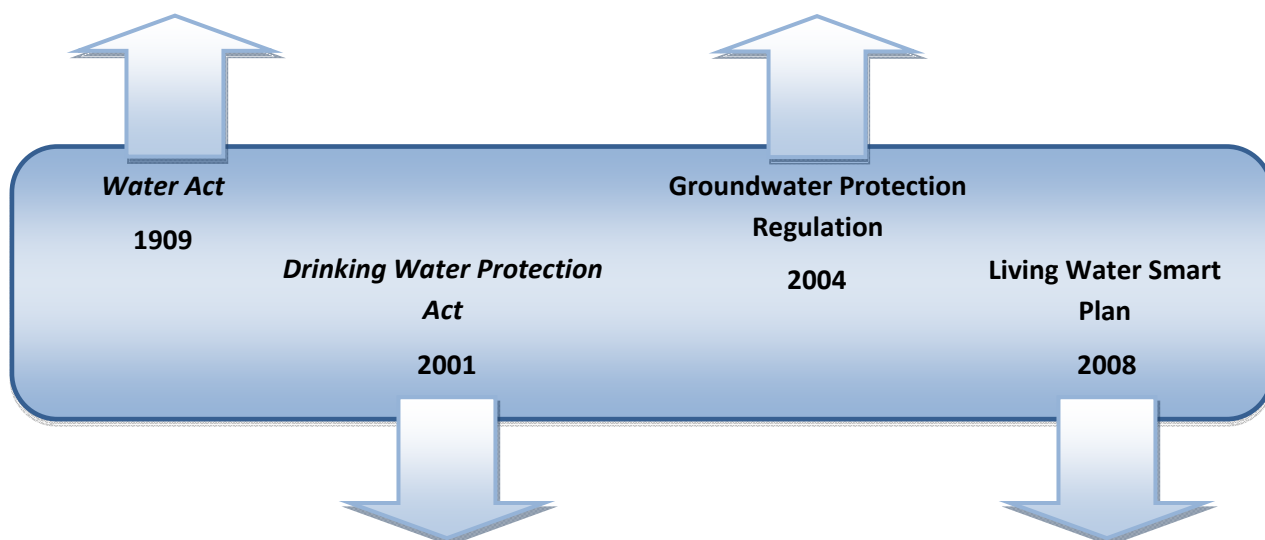 Water Act
1909
Drinking Water Protection
Act
2001
Groundwater Protection
Regulation
2004
Living Water Smart
Plan
2008